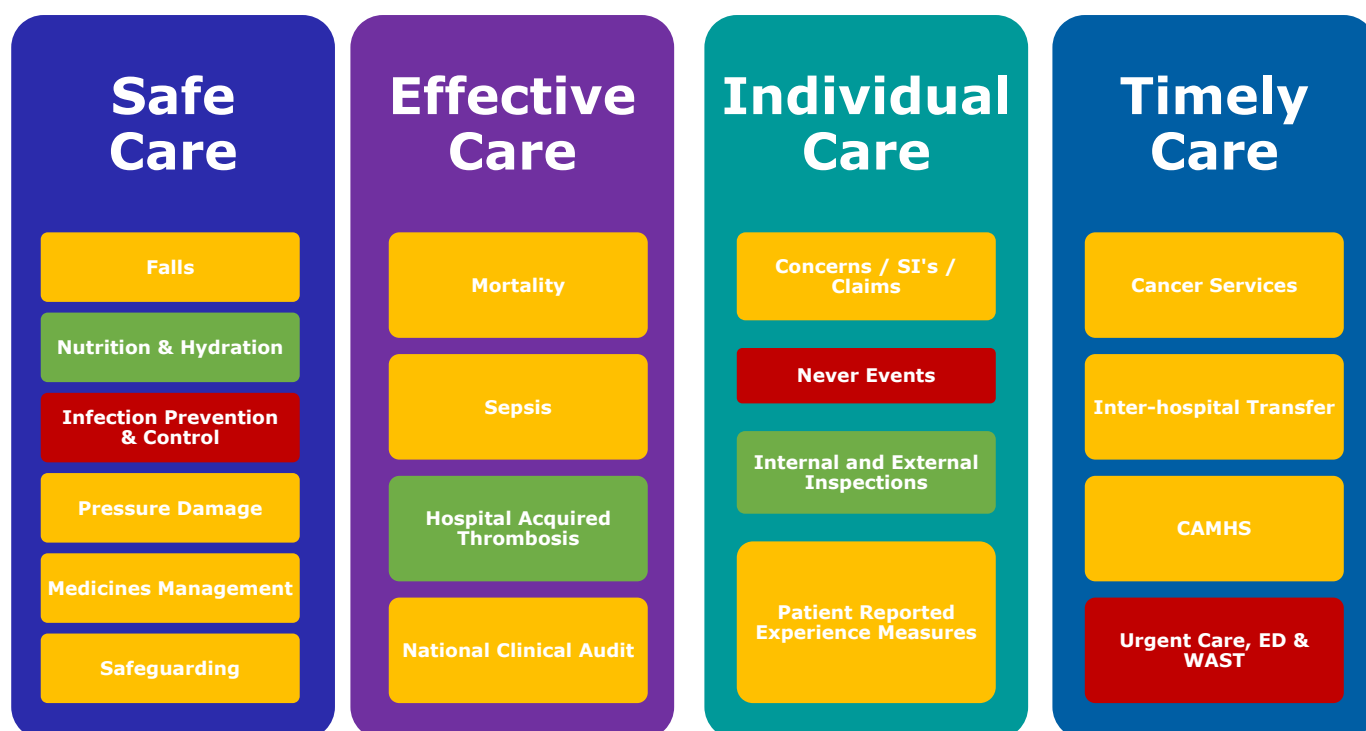 Safe
Care
Falls
Nutrition & Hydration
Infection Prevention
& Control
Pressure Damage
Medicines Management
Safeguarding
Effective
Care
Mortality
Sepsis
Hospital Acquired
Thrombosis
National Clinical Audit
Individual
Care
Concerns / SI's /
Claims
Never Events
Internal and External
Inspections
Patient Reported
Experience Measures
Timely
Care
Cancer Services
Inter-hospital Transfer
CAMHS
Urgent Care, ED &
WAST